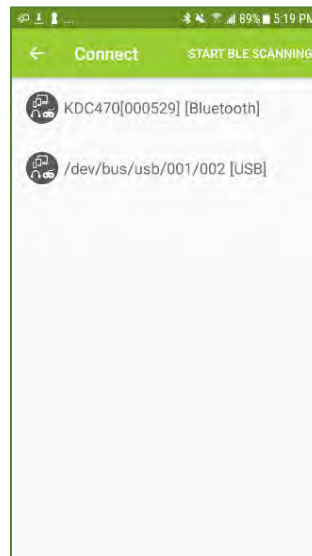 ... 89% 5:19 PM
Connect START BLE SCANNING
KDC470[000529] [Bluetooth]
/dev/bus/usb/001/002 [USB]